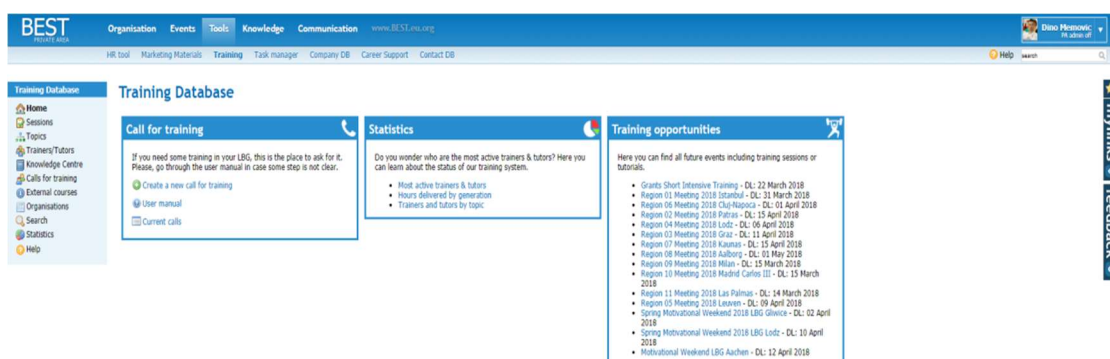 BEST
PRIVATE AREA
Organisation Events Tools Knowledge Communication www.BEST.eu.org
Dino Memovic
PA admin off
HR tool Marketing Materials Training Task manager Company DB Career Support Contact DB
Help search
Training Database
Home
Sessions
Topics
Trainers/Tutors
Knowledge Centre
Calls for training
External courses
Organisations
Search
Statistics
Help
Training Database
Call for training
If you need some training in your LBG, this is the place to ask for it.
Please, go through the user manual in case some step is not clear.
Create a new call for training
User manual
Current calls
Statistics
Do you wonder who are the most active trainers & tutors? Here you
can learn about the status of our training system.
Most active trainers & tutors
Hours delivered by generation
Trainers and tutors by topic
Training opportunities
Here you can find all future events including training sessions or
tutorials.
Grants Short Intensive Training - DL: 22 March 2018
Region 01 Meeting 2018 Istanbul - DL: 31 March 2018
Region 06 Meeting 2018 Cluj-Napoca - DL: 01 April 2018
Region 02 Meeting 2018 Patras - DL: 15 April 2018
Region 04 Meeting 2018 Lodz - DL: 06 April 2018
Region 03 Meeting 2018 Graz - DL: 11 April 2018
Region 07 Meeting 2018 Kaunas - DL: 15 April 2018
Region 08 Meeting 2018 Aalborg - DL: 01 May 2018
Region 09 Meeting 2018 Milan - DL: 15 March 2018
Region 10 Meeting 2018 Madrid Carlos III - DL: 15 March
2018
Region 11 Meeting 2018 Las Palmas - DL: 14 March 2018
Region 05 Meeting 2018 Leuven - DL: 09 April 2018
Spring Motivational Weekend 2018 LBG Gliwice - DL: 02 April
2018
Spring Motivational Weekend 2018 LBG Lodz - DL: 10 April
2018
Motivational Weekend LBG Aachen - DL: 12 April 2018